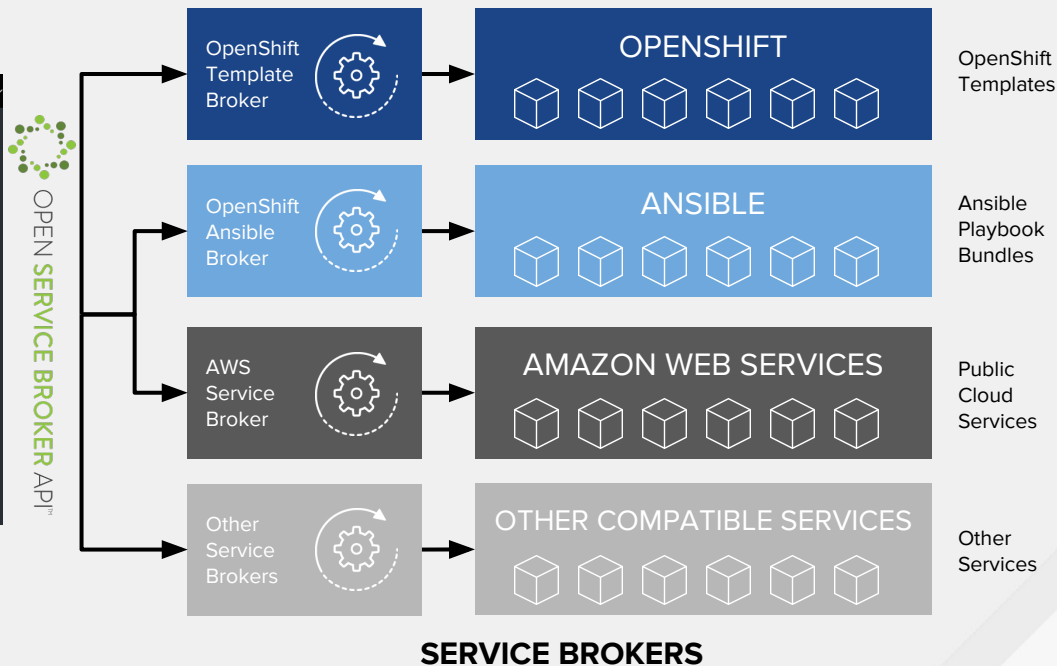 OPEN SERVICE BROKER API™
OpenShift
Template
Broker
OPENSHIFT
OpenShift
Templates
OpenShift
Ansible
Broker
ANSIBLE
Ansible
Playbook
Bundles
AWS
Service
Broker
AMAZON WEB SERVICES
Public
Cloud
Services
Other
Service
Brokers
OTHER COMPATIBLE SERVICES
Other
Services
SERVICE BROKERS